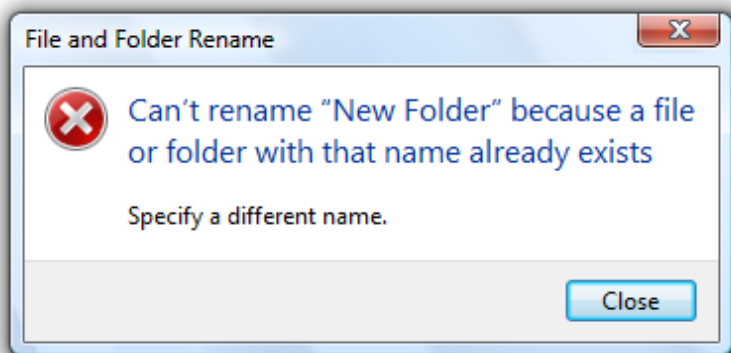 File and Folder Rename
Can't rename “New Folder” because a file
or folder with that name already exists
Specify a different name.
Close